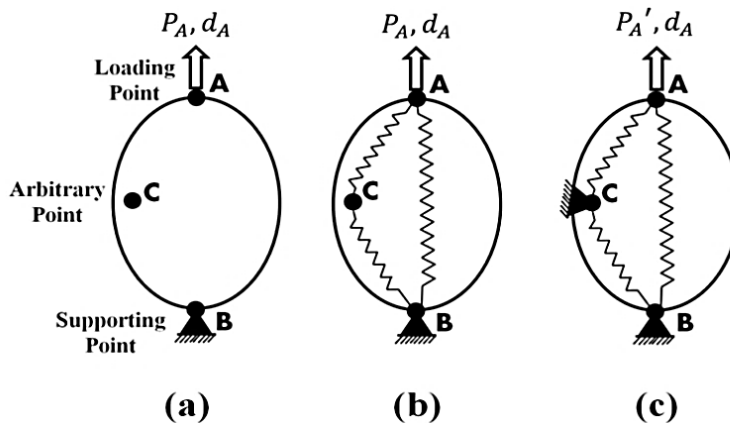 P_A, d_A
P_A, d_A
P_A′, d_A
Loading
Point
A
A
A
Arbitrary
Point
C
C
C
Supporting
Point
B
B
B
(a)
(b)
(c)